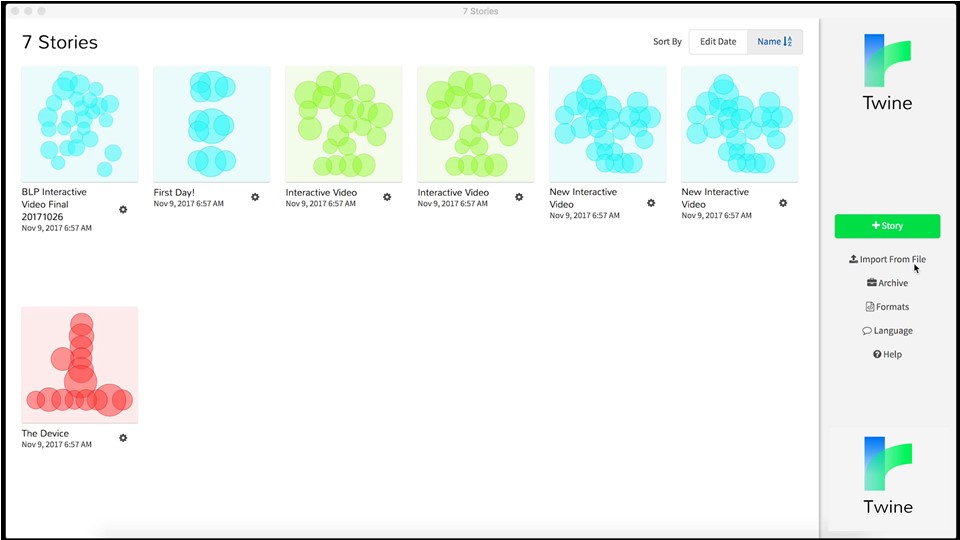 7 Stories
7 Stories
Sort By
Edit Date
Name
BLP Interactive
Video Final
20171026
Nov 9, 2017 6:57 AM
First Day!
Nov 9, 2017 6:57 AM
Interactive Video
Nov 9, 2017 6:57 AM
Interactive Video
Nov 9, 2017 6:57 AM
New Interactive
Video
Nov 9, 2017 6:57 AM
New Interactive
Video
Nov 9, 2017 6:57 AM
The Device
Nov 9, 2017 6:57 AM
Twine
+ Story
Import From File
Archive
Formats
Language
Help
Twine